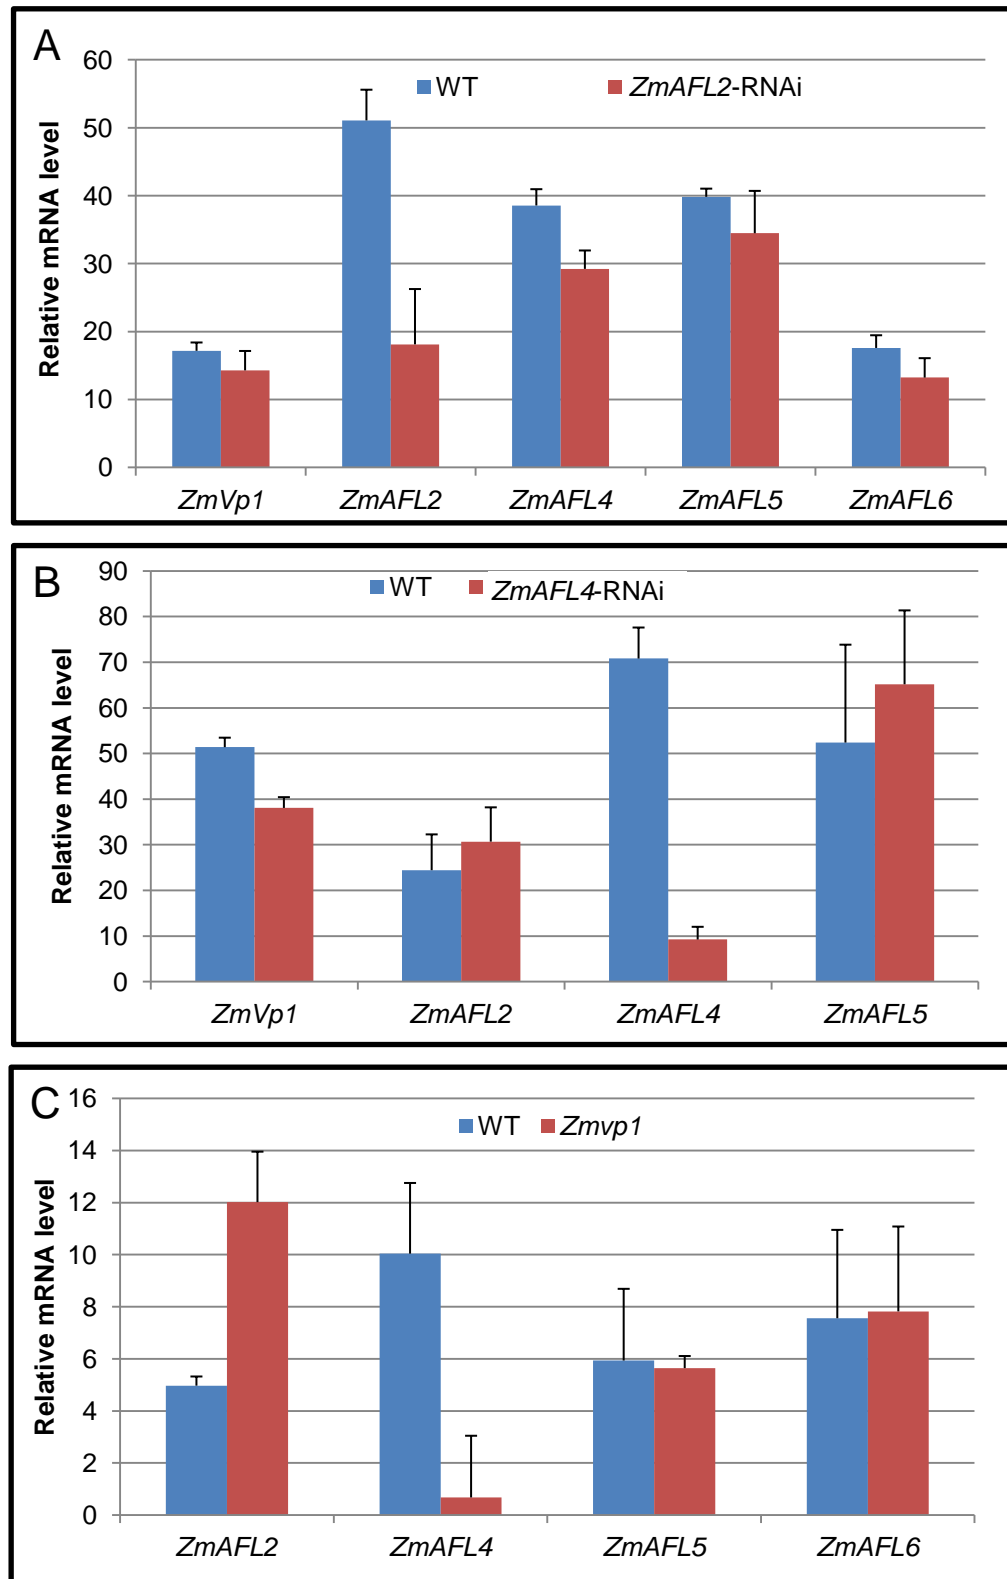 A
WT ZmAFL2-RNAi
Relative mRNA level
60
50
40
30
20
10
0
ZmVp1 ZmAFL2 ZmAFL4 ZmAFL5 ZmAFL6
B
WT ZmAFL4-RNAi
Relative mRNA level
90
80
70
60
50
40
30
20
10
0
ZmVp1 ZmAFL2 ZmAFL4 ZmAFL5
C
WT Zmvp1
Relative mRNA level
16
14
12
10
8
6
4
2
0
ZmAFL2 ZmAFL4 ZmAFL5 ZmAFL6